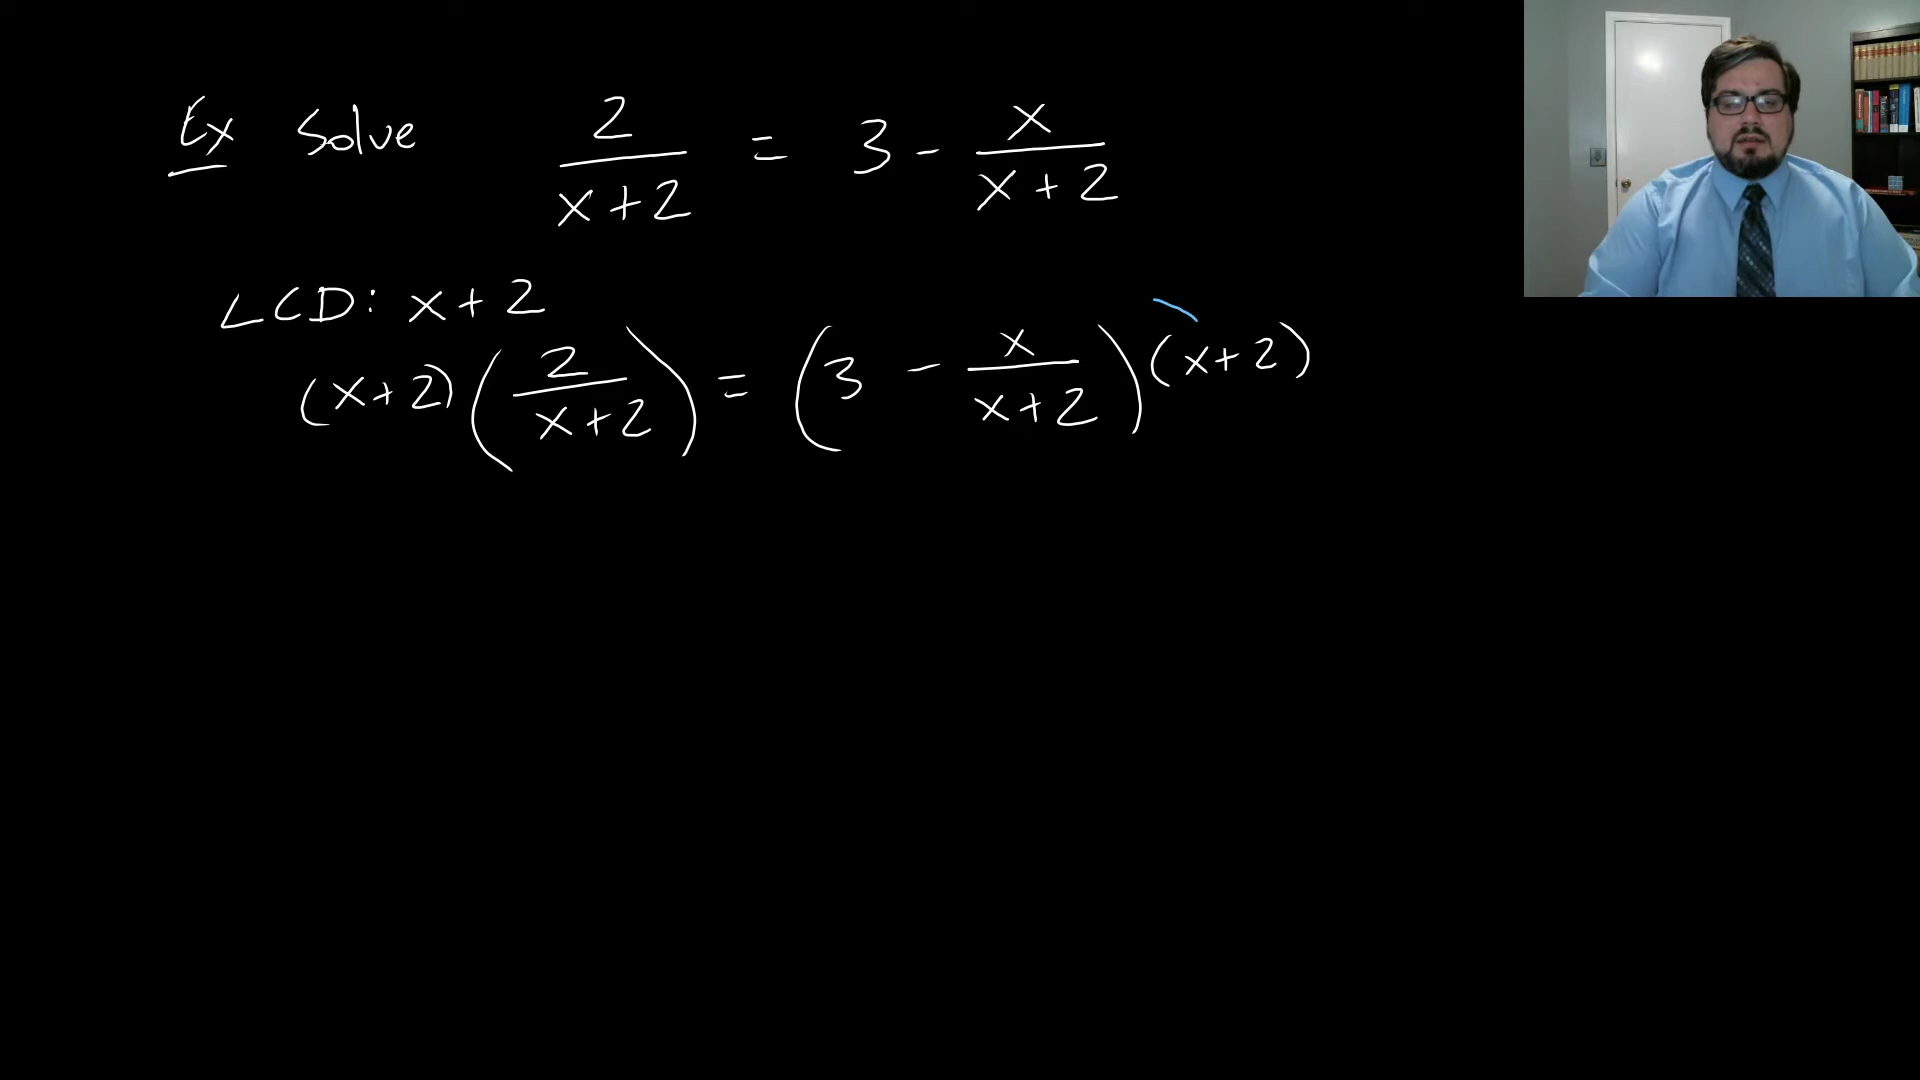 Ex Solve 2/(x+2) = 3 - x/(x+2)
LCD: x+2
(x+2)(2/(x+2)) = (3 - x/(x+2))(x+2)